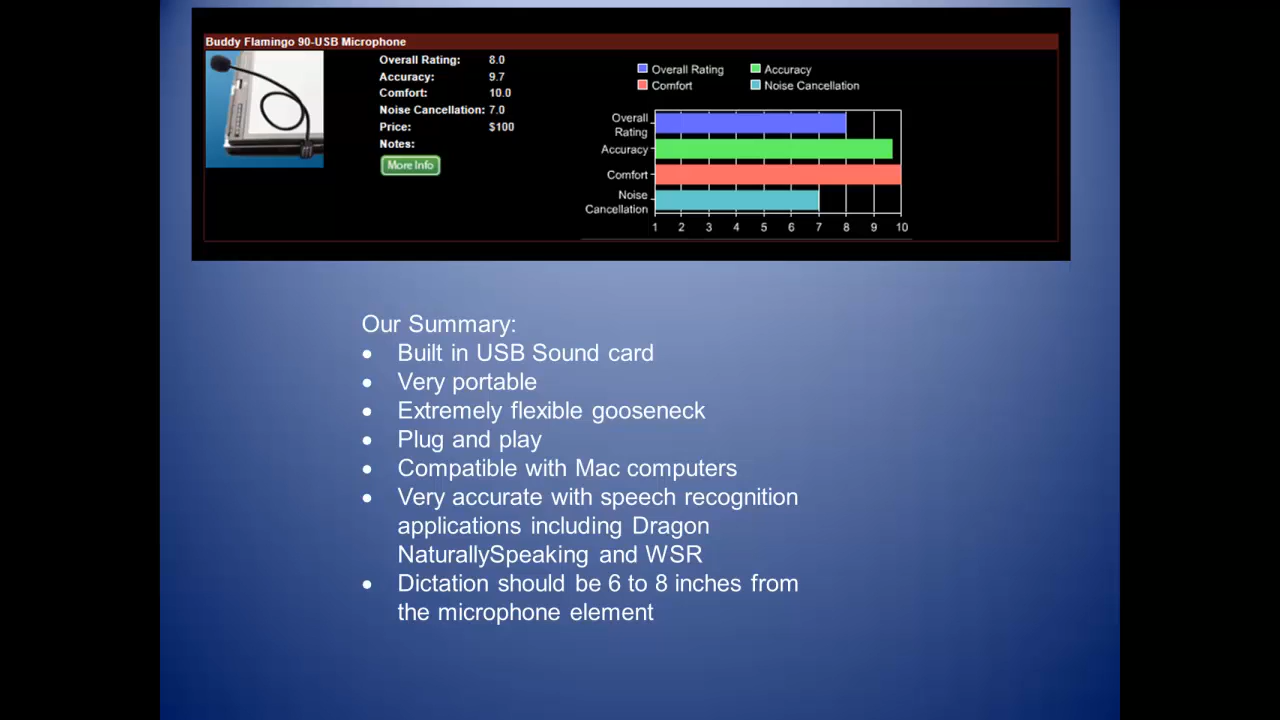 Buddy Flamingo 90-USB Microphone
Overall Rating: 8.0
Accuracy: 9.7
Comfort: 10.0
Noise Cancellation: 7.0
Price: $100
Notes:
More Info
Overall Rating Accuracy
Comfort Noise Cancellation
Overall
Rating
Accuracy
Comfort
Noise
Cancellation
1 2 3 4 5 6 7 8 9 10
Our Summary:
• Built in USB Sound card
• Very portable
• Extremely flexible gooseneck
• Plug and play
• Compatible with Mac computers
• Very accurate with speech recognition
applications including Dragon
NaturallySpeaking and WSR
• Dictation should be 6 to 8 inches from
the microphone element